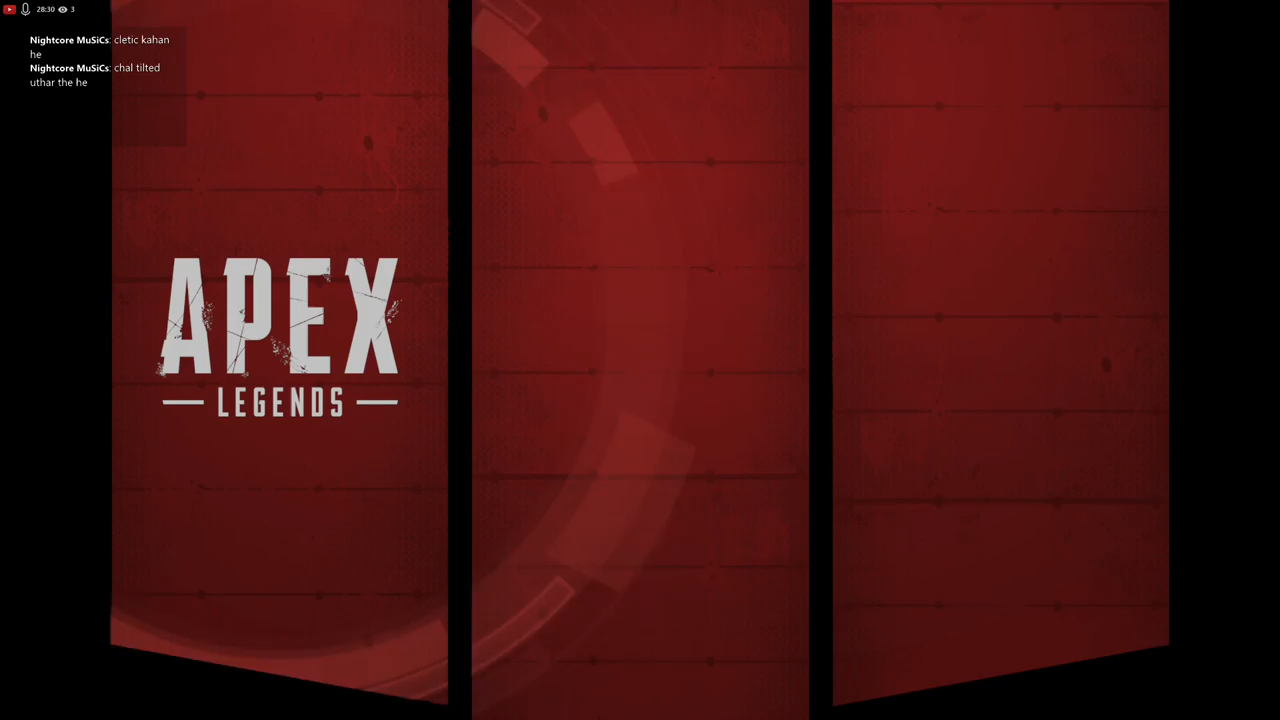 28:30 3
Nightcore MuSiCs: cletic kahan
he
Nightcore MuSiCs: chal tilted
uthar the he
APEX
LEGENDS